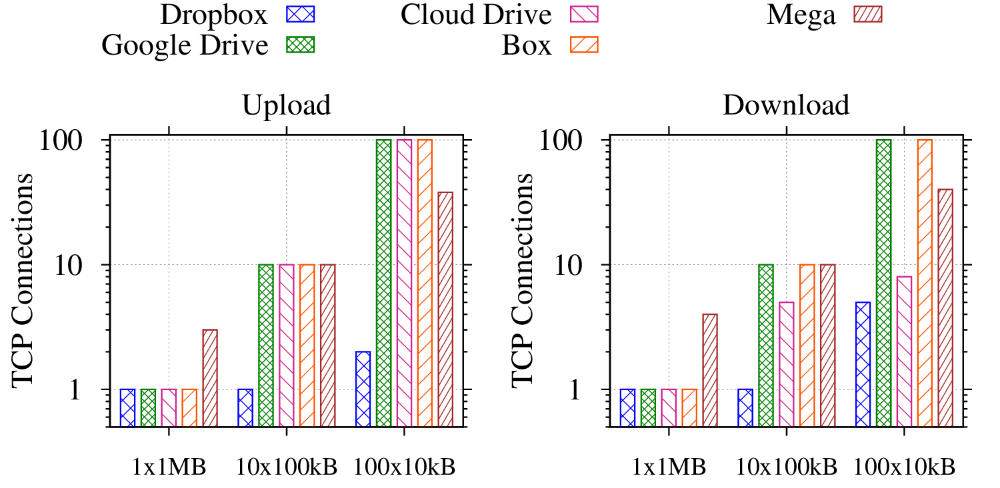 Dropbox
Google Drive
Cloud Drive
Box
Mega
Upload
TCP Connections
100
10
1
1x1MB 10x100kB 100x10kB
Download
TCP Connections
100
10
1
1x1MB 10x100kB 100x10kB